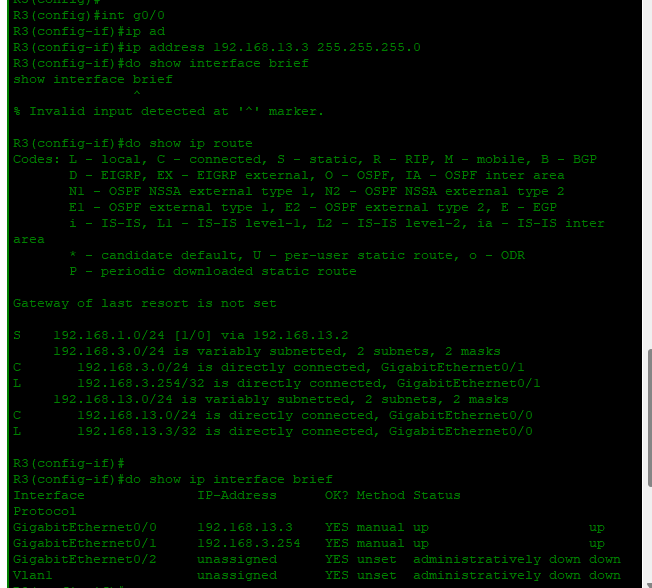 R3(config)#
R3(config)#int g0/0
R3(config-if)#ip ad
R3(config-if)#ip address 192.168.13.3 255.255.255.0
R3(config-if)#do show interface brief
show interface brief
^
% Invalid input detected at '^' marker.
R3(config-if)#do show ip route
Codes: L - local, C - connected, S - static, R - RIP, M - mobile, B - BGP
D - EIGRP, EX - EIGRP external, O - OSPF, IA - OSPF inter area
N1 - OSPF NSSA external type 1, N2 - OSPF NSSA external type 2
E1 - OSPF external type 1, E2 - OSPF external type 2, E - EGP
i - IS-IS, L1 - IS-IS level-1, L2 - IS-IS level-2, ia - IS-IS inter
area
* - candidate default, U - per-user static route, o - ODR
P - periodic downloaded static route
Gateway of last resort is not set
S 192.168.1.0/24 [1/0] via 192.168.13.2
192.168.3.0/24 is variably subnetted, 2 subnets, 2 masks
C 192.168.3.0/24 is directly connected, GigabitEthernet0/1
L 192.168.3.254/32 is directly connected, GigabitEthernet0/1
192.168.13.0/24 is variably subnetted, 2 subnets, 2 masks
C 192.168.13.0/24 is directly connected, GigabitEthernet0/0
L 192.168.13.3/32 is directly connected, GigabitEthernet0/0
R3(config-if)#
R3(config-if)#do show ip interface brief
Interface IP-Address OK? Method Status
Protocol
GigabitEthernet0/0 192.168.13.3 YES manual up up
GigabitEthernet0/1 192.168.3.254 YES manual up up
GigabitEthernet0/2 unassigned YES unset administratively down down
Vlan1 unassigned YES unset administratively down down